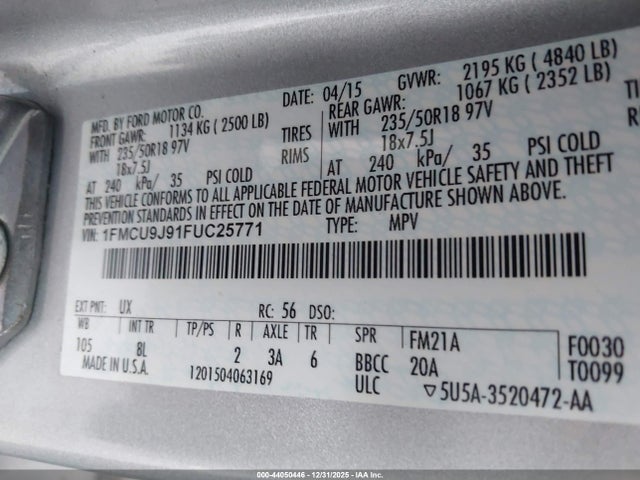 MFD. BY FORD MOTOR CO.
DATE: 04/15 GVWR: 2195 KG ( 4840 LB)
FRONT GAWR: 1134 KG ( 2500 LB) REAR GAWR: 1067 KG ( 2352 LB)
WITH 235/50R18 97V TIRES WITH 235/50R18 97V TI
18x7.5J RIMS 18x7.5J RI
AT 240 kPa/ 35 PSI COLD AT 240 kPa/ 35 PSI COLD
THIS VEHICLE CONFORMS TO ALL APPLICABLE FEDERAL MOTOR VEHICLE SAFETY AND THEFT
PREVENTION STANDARDS IN EFFECT ON THE DATE OF MANUFACTURE SHOWN ABOVE.
VIN: 1FMCU9J91FUC25771 TYPE: MPV
EXT PNT: UX RC: 56 DSO:
WB INT TR TP/PS R AXLE TR SPR FM21A F0030
105 8L 2 3A 6 BBCC 20A T0099
MADE IN U.S.A. 1201504063169 ULC ▽5U5A-3520472-AA
000-44050446 - 12/31/2025 - IAA Inc.